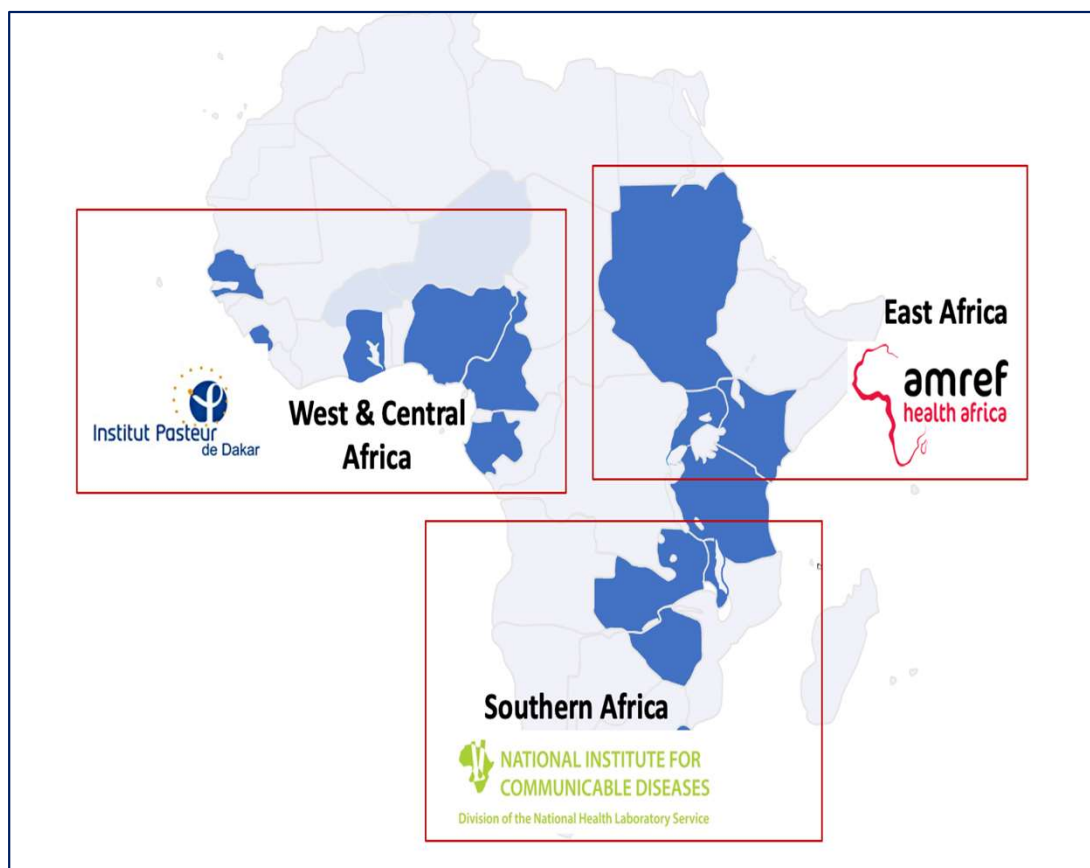 West & Central
Africa
Institut Pasteur
de Dakar
East Africa
amref
health africa
Southern Africa
NATIONAL INSTITUTE FOR
COMMUNICABLE DISEASES
Division of the National Health Laboratory Service